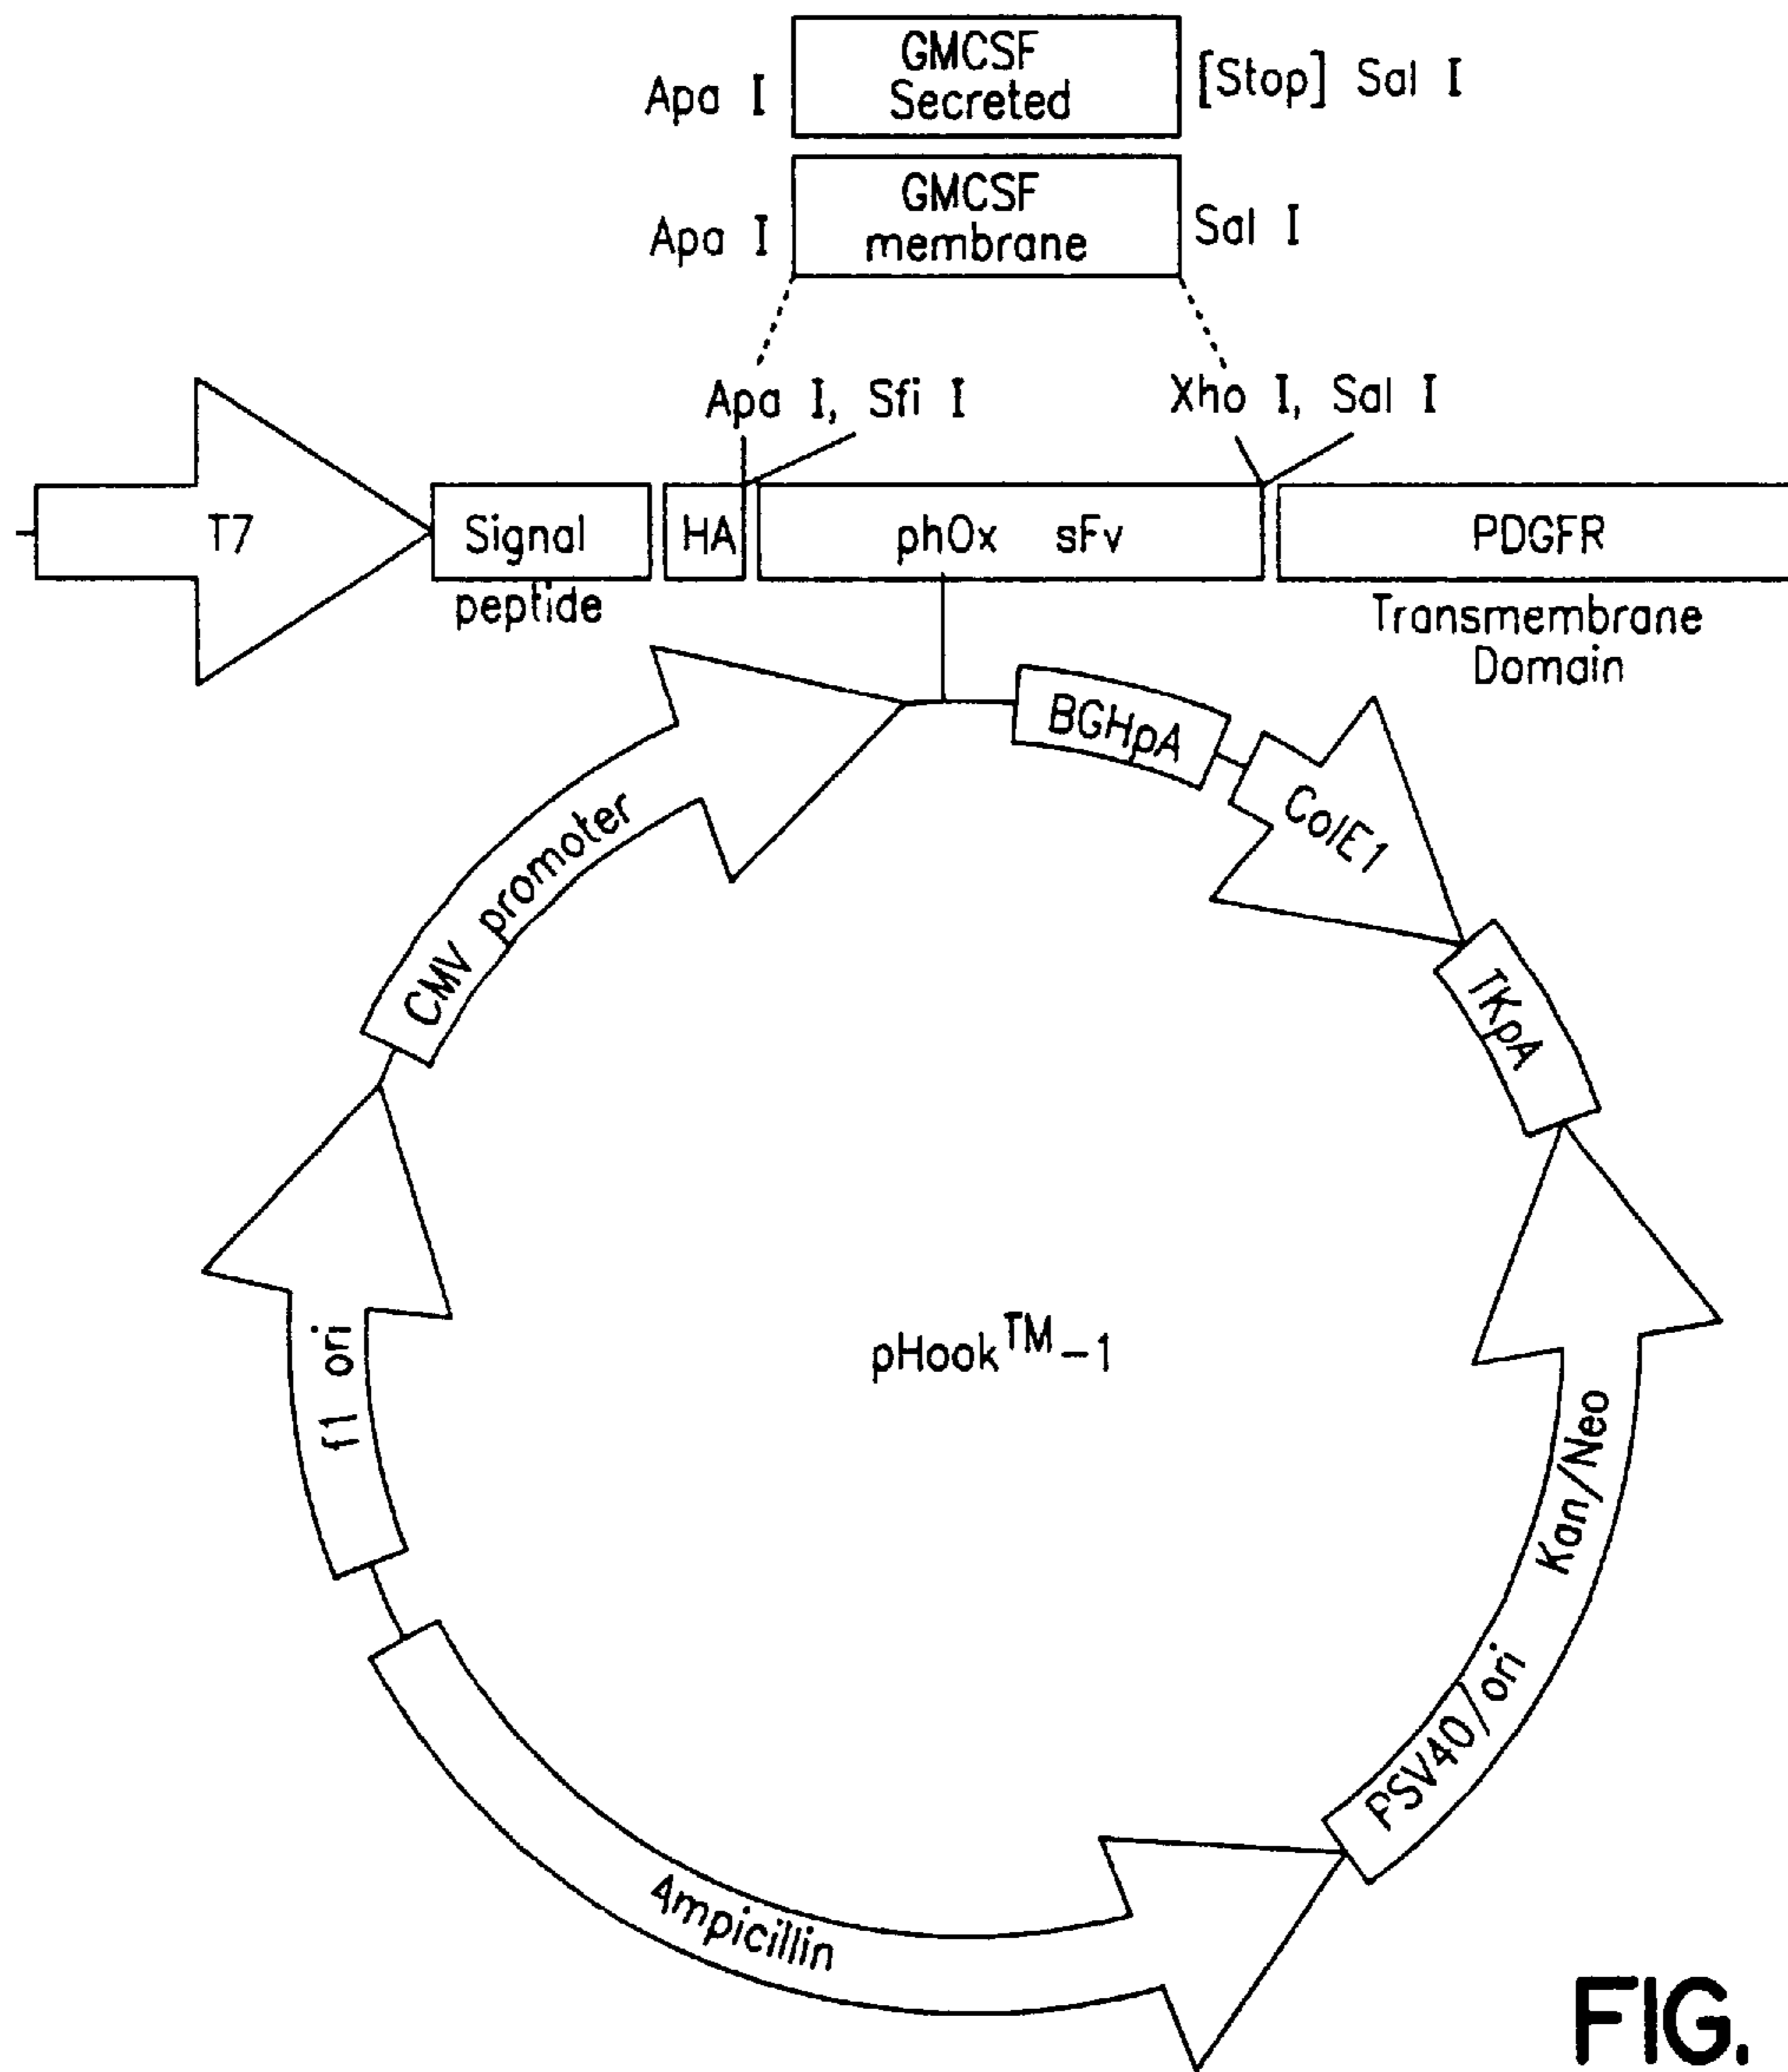 GMCSF
Secreted
Apa I
[Stop] Sal I
GMCSF
membrane
Apa I
Sal I
Apa I, Sfi I
Xho I, Sal I
T7
Signal
peptide
HA
phOx sFv
PDGFR
Transmembrane
Domain
BGHpA
ColE1
TKpA
CMV promoter
f1 ori
pHook™-1
Kan/Neo
PSV40/ori
Ampicillin
FIG.